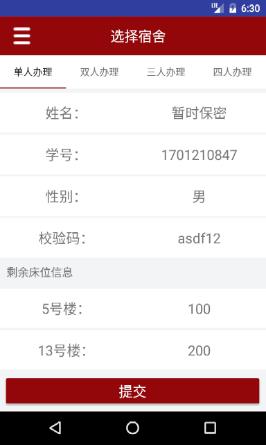 6:30
选择宿舍
单人办理 双人办理 三人办理 四人办理
姓名： 暂时保密
学号： 1701210847
性别： 男
校验码： asdf12
剩余床位信息
5号楼： 100
13号楼： 200
提交